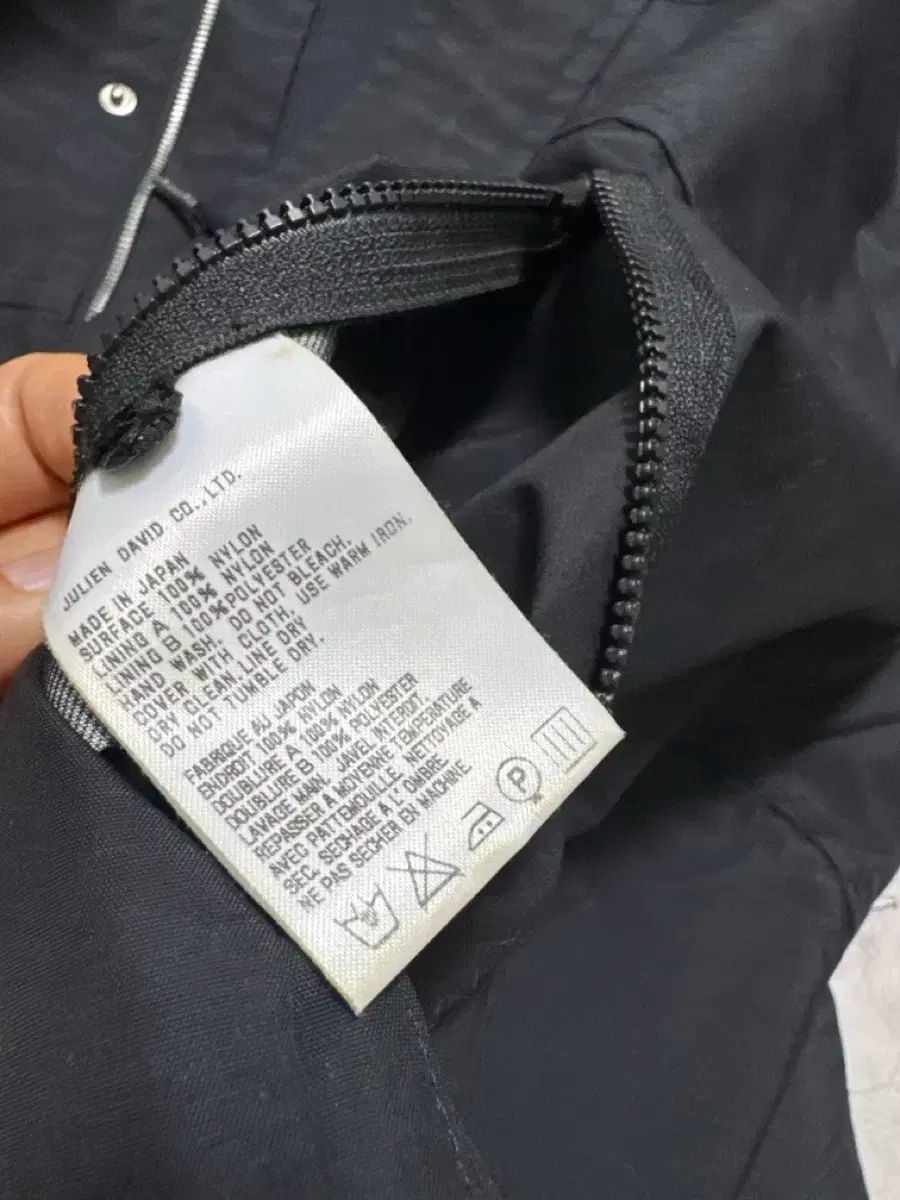 JULIEN DAVID CO.,LTD.
MADE IN JAPAN
SURFACE 100% NYLON
LINING A 100% NYLON
LINING B 100%POLYESTER
HAND WASH. DO NOT BLEACH.
COVER WITH CLOTH. USE WARM IRON.
DRY CLEAN. LINE DRY
DO NOT TUMBLE DRY.
FABRIQUE AU JAPON
ENDROIT 100% NYLON
DOUBLURE A 100% NYLON
DOUBLURE B 100% POLYESTER
LAVAGE MAIN. JAVEL INTERDIT.
REPASSER A MOYENNE TEMPERATURE
AVEC PATTEMOUILLE. NETTOYAGE A
SEC. SECHAGE A L'OMBRE
NE PAS SECHER EN MACHINE
P